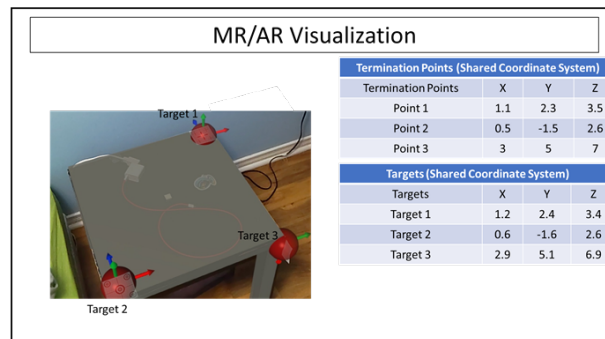 MR/AR Visualization
Target 1
Target 3
Target 2
Termination Points (Shared Coordinate System)
Termination Points X Y Z
Point 1 1.1 2.3 3.5
Point 2 0.5 -1.5 2.6
Point 3 3 5 7
Targets (Shared Coordinate System)
Targets X Y Z
Target 1 1.2 2.4 3.4
Target 2 0.6 -1.6 2.6
Target 3 2.9 5.1 6.9